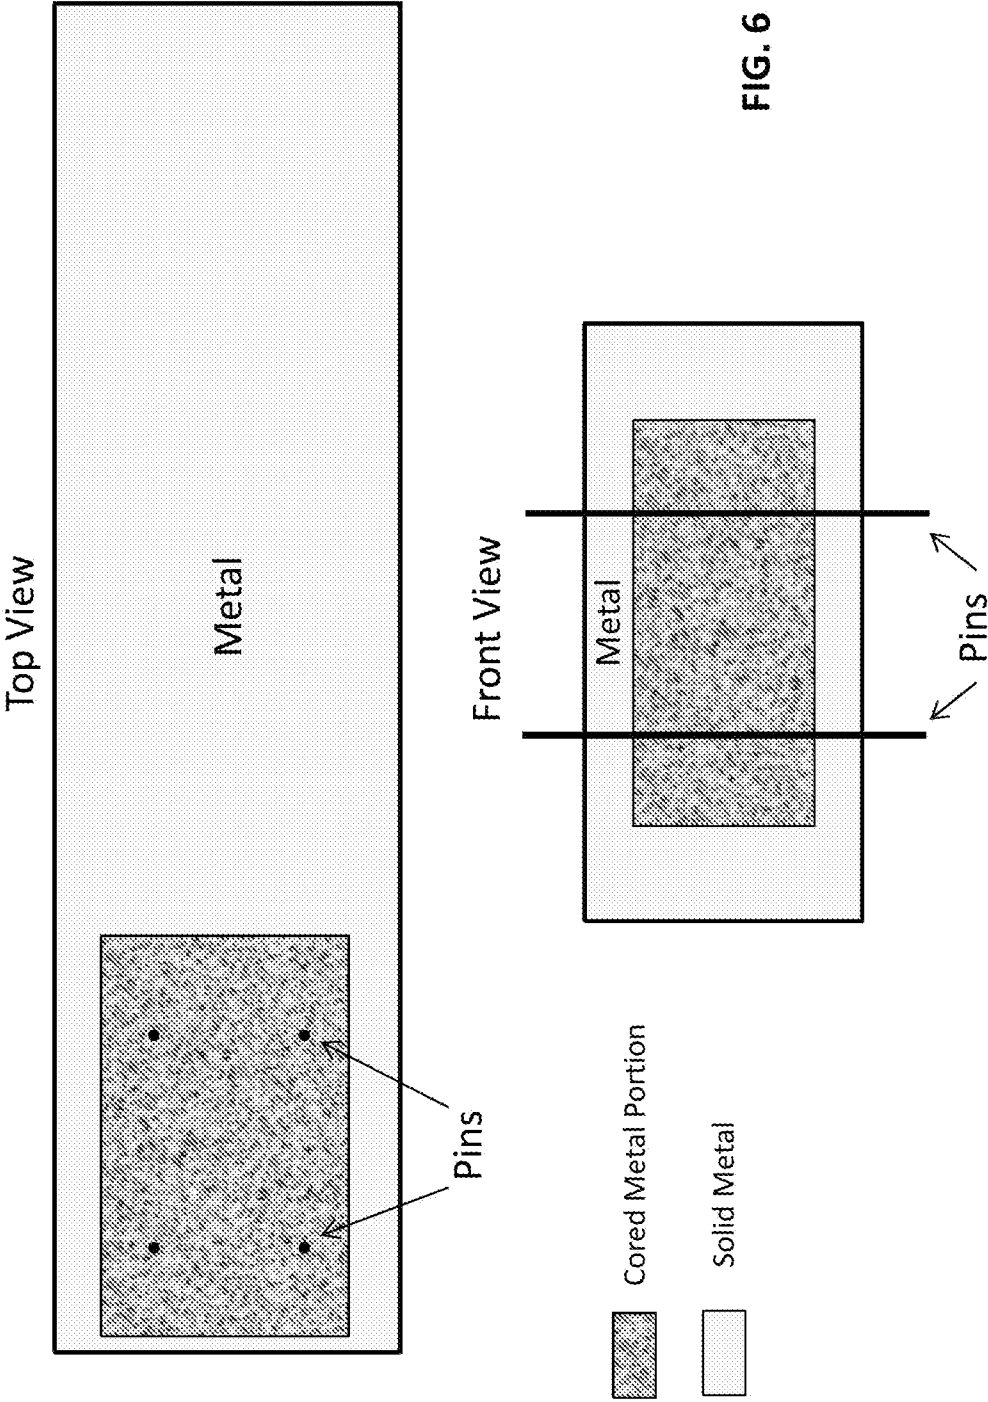 Top View
Metal
Pins
Front View
Metal
Pins
Cored Metal Portion
Solid Metal
FIG. 6